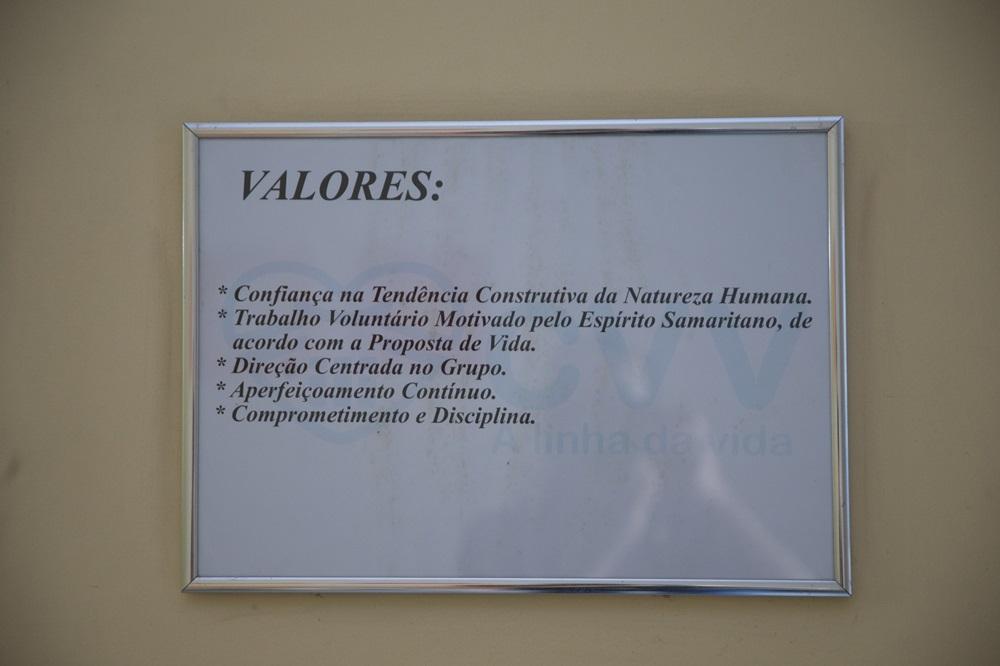 VALORES:
* Confiança na Tendência Construtiva da Natureza Humana.
* Trabalho Voluntário Motivado pelo Espírito Samaritano, de
acordo com a Proposta de Vida.
* Direção Centrada no Grupo.
* Aperfeiçoamento Contínuo.
* Comprometimento e Disciplina.
cvv
A linha da vida